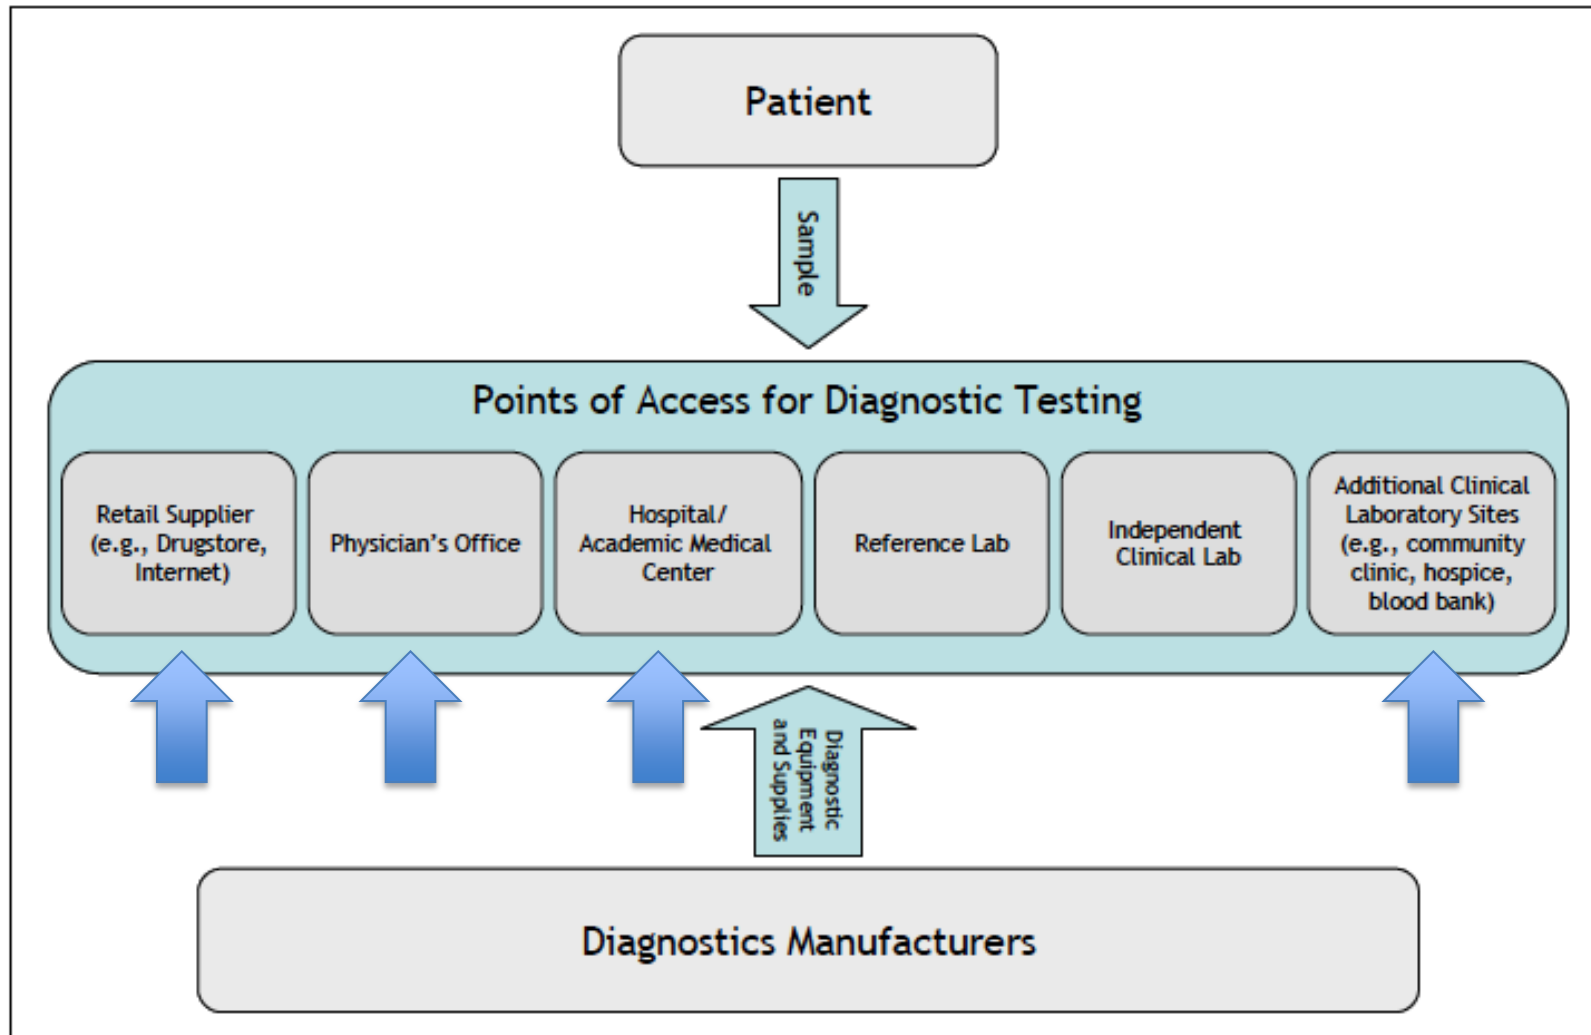 Patient
Sample
Points of Access for Diagnostic Testing
Retail Supplier
(e.g., Drugstore,
Internet)
Physician's Office
Hospital/
Academic Medical
Center
Reference Lab
Independent
Clinical Lab
Additional Clinical
Laboratory Sites
(e.g., community
clinic, hospice,
blood bank)
Diagnostic
Equipment
and Supplies
Diagnostics Manufacturers